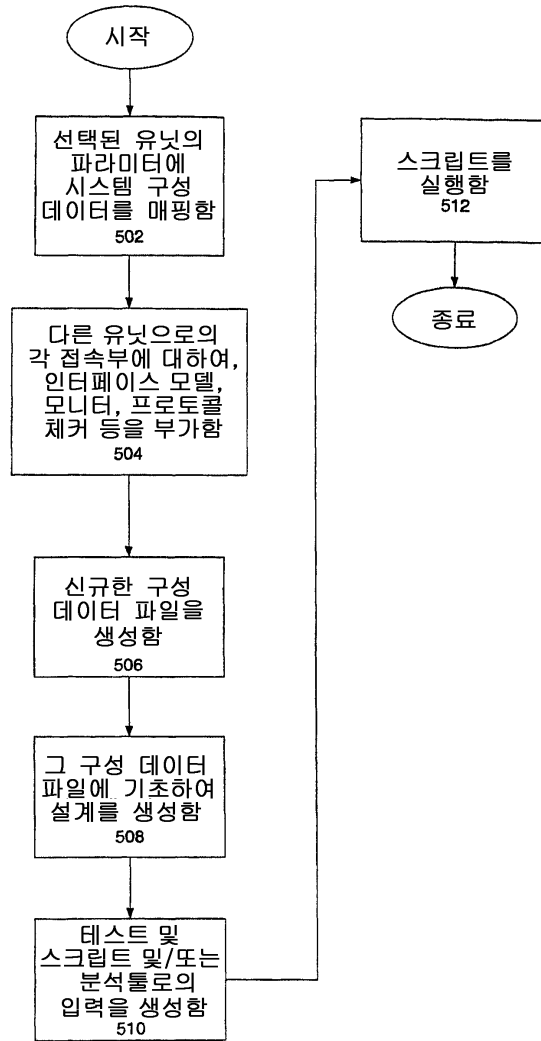 시작
선택된 유닛의
파라미터에
시스템 구성
데이터를 매핑함
502
다른 유닛으로의
각 접속부에 대하여,
인터페이스 모델,
모니터, 프로토콜
체커 등을 부가함
504
신규한 구성
데이터 파일을
생성함
506
그 구성 데이터
파일에 기초하여
설계를 생성함
508
테스트 및
스크립트 및/또는
분석툴로의
입력을 생성함
510
스크립트를
실행함
512
종료